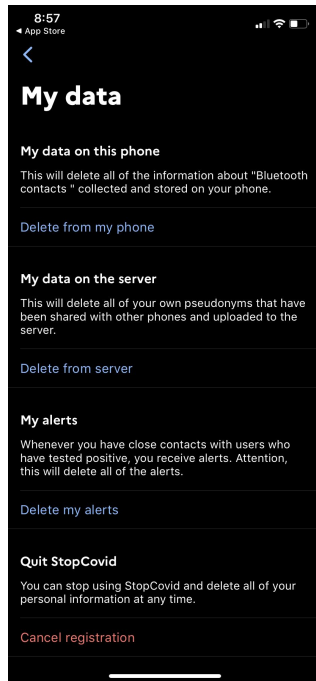 8:57
◀ App Store
My data
My data on this phone
This will delete all of the information about "Bluetooth
contacts " collected and stored on your phone.
Delete from my phone
My data on the server
This will delete all of your own pseudonyms that have
been shared with other phones and uploaded to the
server.
Delete from server
My alerts
Whenever you have close contacts with users who
have tested positive, you receive alerts. Attention,
this will delete all of the alerts.
Delete my alerts
Quit StopCovid
You can stop using StopCovid and delete all of your
personal information at any time.
Cancel registration